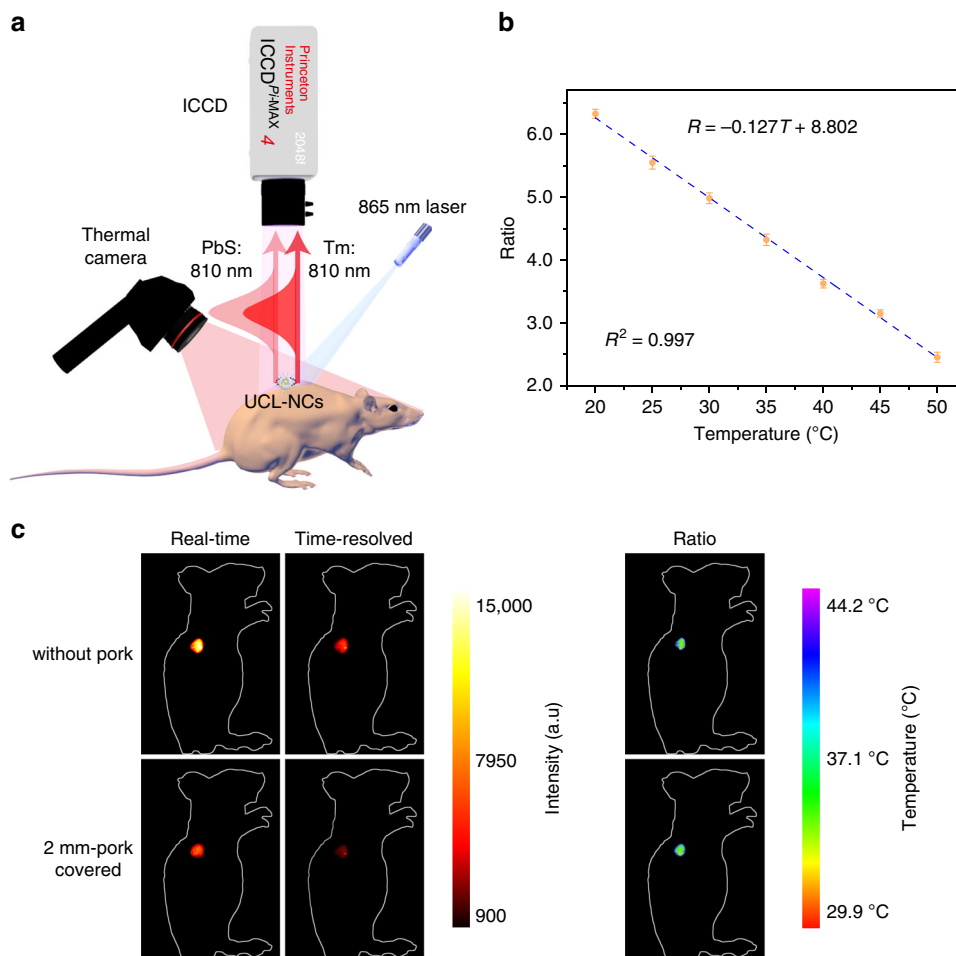 a
ICCD
Princeton
Instruments
ICCD Pi-MAX
4
2048f
865 nm laser
Thermal
camera
PbS:
810 nm
Tm:
810 nm
UCL-NCs
b
Ratio
6.0
5.0
4.0
3.0
2.0
R = −0.127T + 8.802
R² = 0.997
20 25 30 35 40 45 50
Temperature (°C)
c
Real-time Time-resolved Ratio
without pork
2 mm-pork
covered
15,000
7950
900
Intensity (a.u)
44.2 °C
37.1 °C
29.9 °C
Temperature (°C)